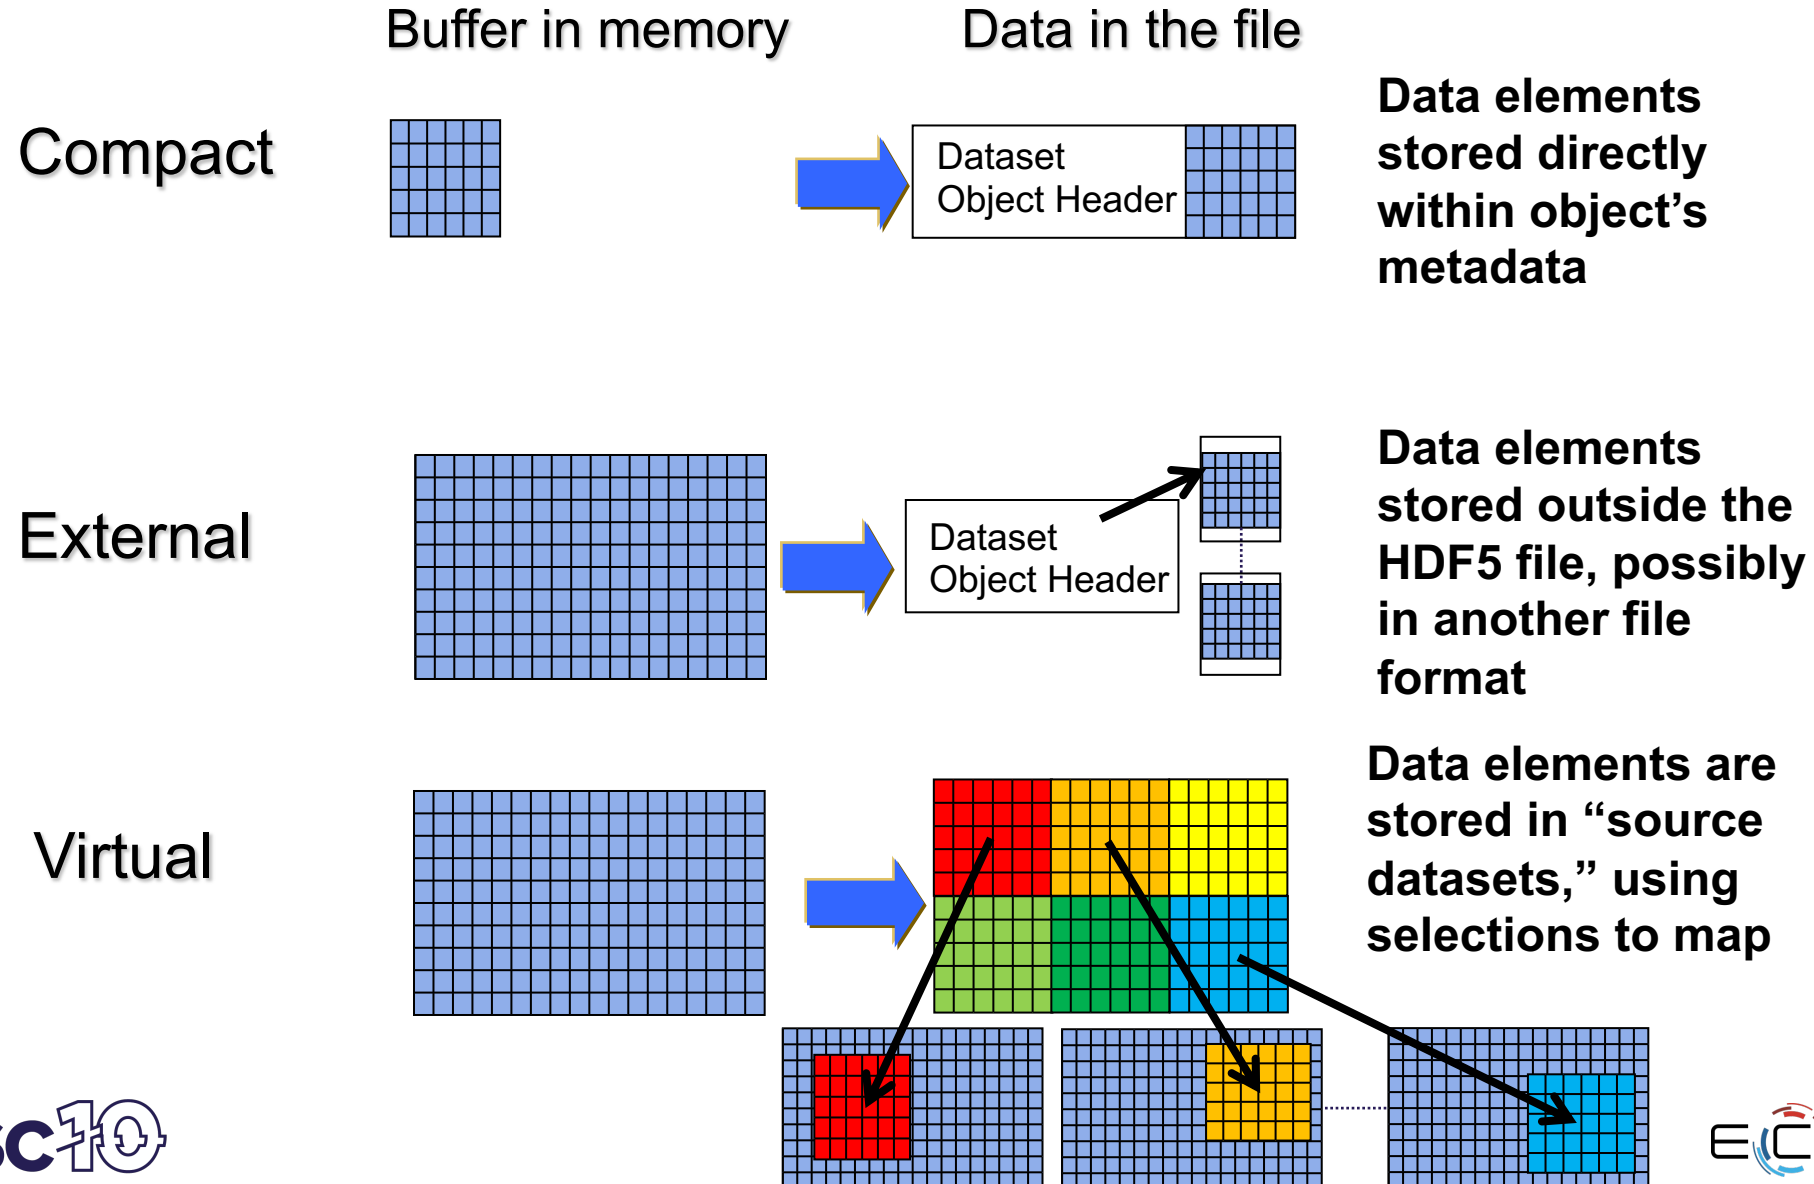 Buffer in memory
Data in the file
Compact
Dataset
Object Header
Data elements
stored directly
within object’s
metadata
External
Dataset
Object Header
Data elements
stored outside the
HDF5 file, possibly
in another file
format
Virtual
Data elements are
stored in “source
datasets,” using
selections to map
SC10